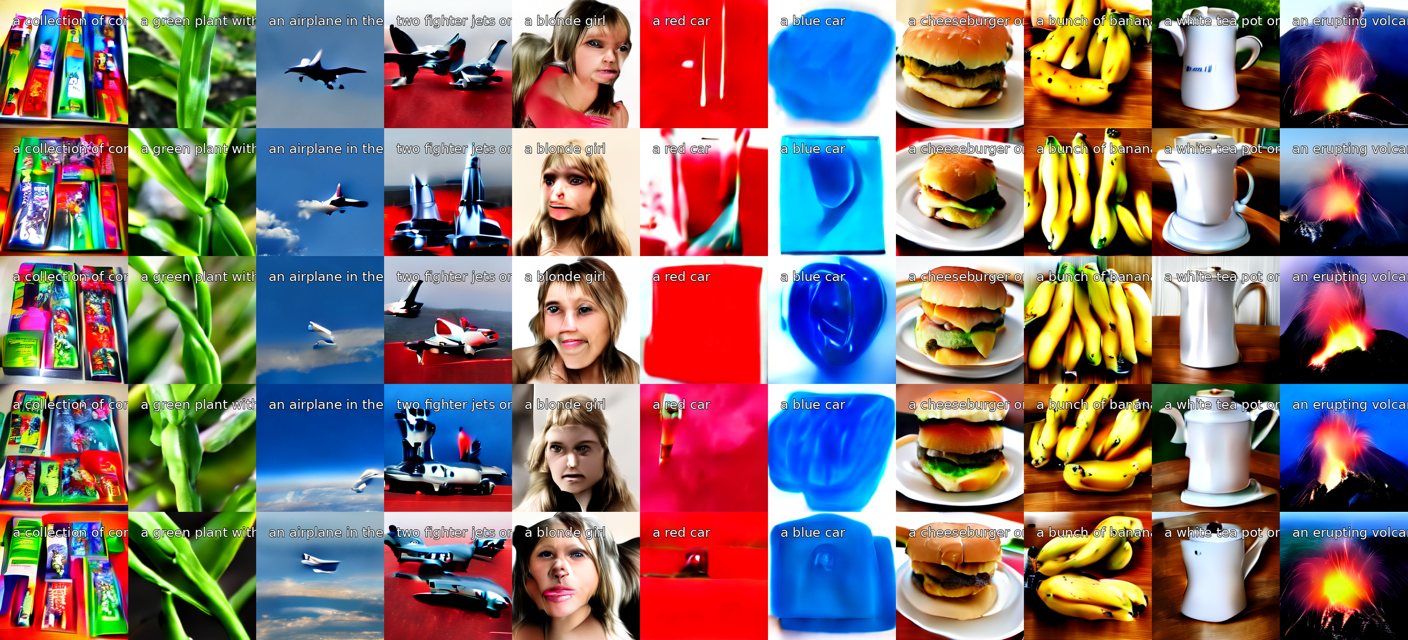 a collection of cor a green plant with an airplane in the two fighter jets or a blonde girl a red car a blue car a cheeseburger o a bunch of banana a white tea pot or an erupting volca
a collection of cor a green plant with an airplane in the two fighter jets or a blonde girl a red car a blue car a cheeseburger o a bunch of banana a white tea pot or an erupting volca
a collection of cor a green plant with an airplane in the two fighter jets or a blonde girl a red car a blue car a cheeseburger o a bunch of banana a white tea pot or an erupting volca
a collection of cor a green plant with an airplane in the two fighter jets or a blonde girl a red car a blue car a cheeseburger o a bunch of banana a white tea pot or an erupting volca
a collection of cor a green plant with an airplane in the two fighter jets or a blonde girl a red car a blue car a cheeseburger o a bunch of banana a white tea pot or an erupting volca